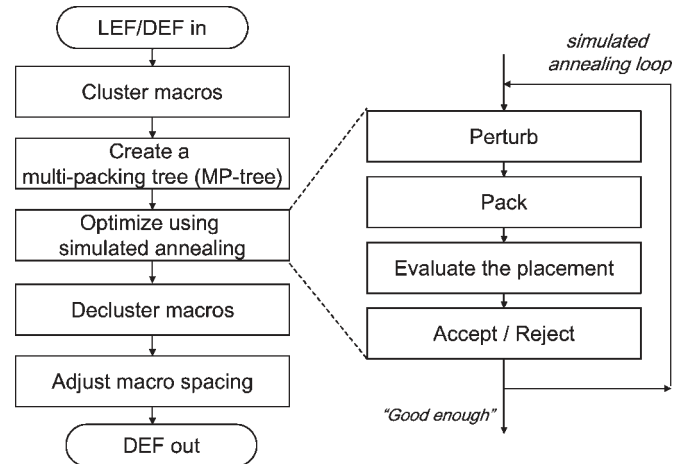 LEF/DEF in
Cluster macros
Create a
multi-packing tree (MP-tree)
Optimize using
simulated annealing
Decluster macros
Adjust macro spacing
DEF out
simulated
annealing loop
Perturb
Pack
Evaluate the placement
Accept / Reject
“Good enough”